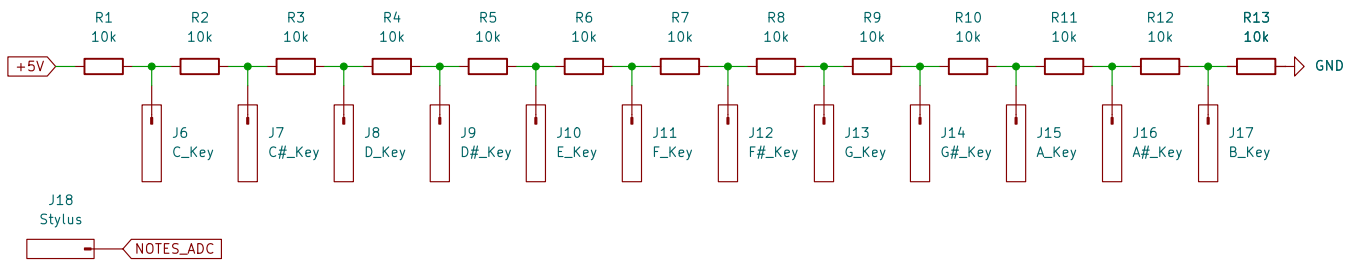 R1 R2 R3 R4 R5 R6 R7 R8 R9 R10 R11 R12 R13
10k 10k 10k 10k 10k 10k 10k 10k 10k 10k 10k 10k 10k
+5V GND
J6 J7 J8 J9 J10 J11 J12 J13 J14 J15 J16 J17
C_Key C#_Key D_Key D#_Key E_Key F_Key F#_Key G_Key G#_Key A_Key A#_Key B_Key
J18
Stylus
NOTES_ADC